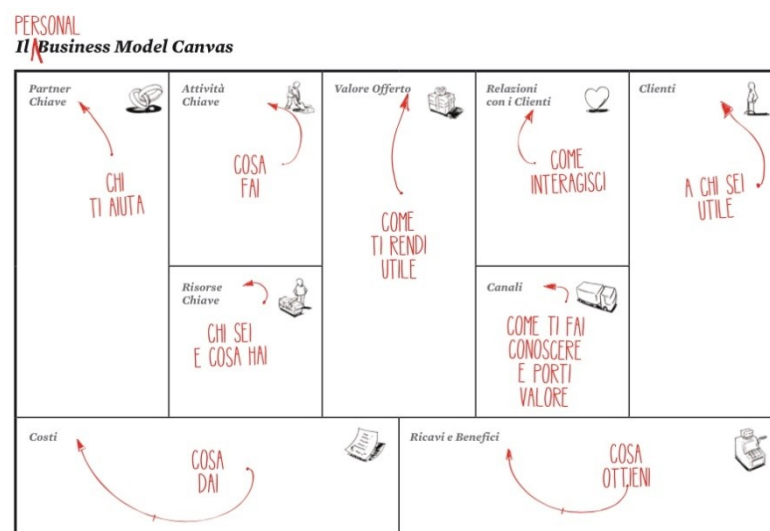 PERSONAL
Il Business Model Canvas
Partner
Chiave
CHI
TI AIUTA
Attività
Chiave
COSA
FAI
Risorse
Chiave
CHI SEI
E COSA HAI
Valore Offerto
COME
TI RENDI
UTILE
Relazioni
con i Clienti
COME
INTERAGISCI
Canali
COME TI FAI
CONOSCERE
E PORTI
VALORE
Clienti
A CHI SEI
UTILE
Costi
COSA
DAI
Ricavi e Benefici
COSA
OTTIENI